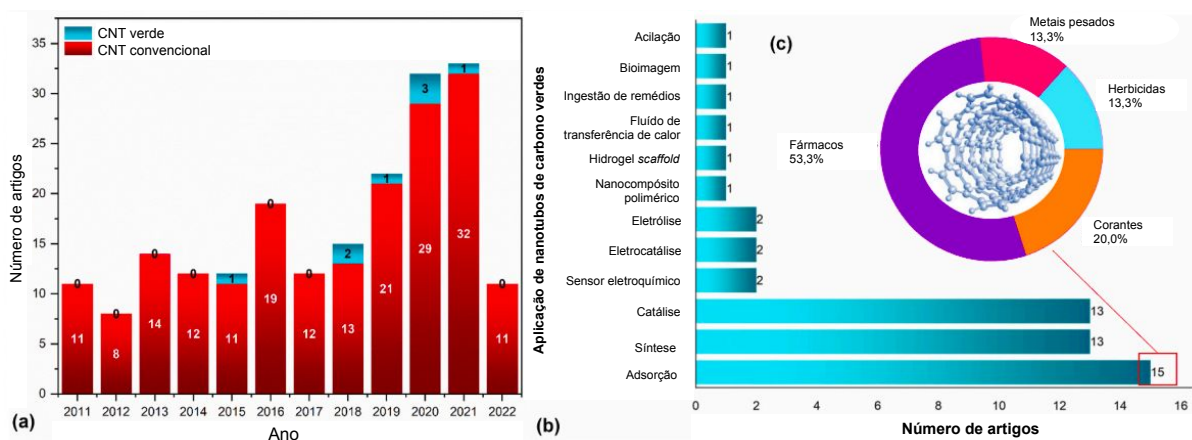 CNT verde
CNT convencional
Número de artigos
35
30
25
20
15
10
5
0
0
0
0
0
1
0
0
2
1
3
1
0
11
8
14
12
11
19
12
13
21
29
32
11
2011 2012 2013 2014 2015 2016 2017 2018 2019 2020 2021 2022
(a)
Ano
Aplicação de nanotubos de carbono verdes
Acilação
1
Bioimagem
1
Ingestão de remédios
1
Fluído de
transferência de calor
1
Hidrogel scaffold
1
Nanocompósito
polimérico
1
Eletrólise
2
Eletrocatálise
2
Sensor eletroquímico
2
Catálise
13
Síntese
13
Adsorção
15
0 2 4 6 8 10 12 14 16
(b)
Número de artigos
(c)
Metais pesados
13,3%
Herbicidas
13,3%
Fármacos
53,3%
Corantes
20,0%